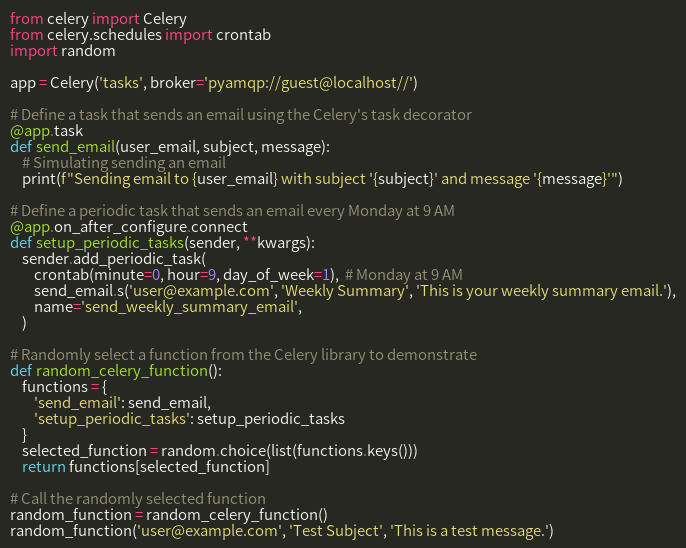 from celery import Celery
from celery.schedules import crontab
import random

app = Celery('tasks', broker='pyamqp://guest@localhost//')

# Define a task that sends an email using the Celery's task decorator
@app.task
def send_email(user_email, subject, message):
    # Simulating sending an email
    print(f"Sending email to {user_email} with subject '{subject}' and message '{message}'")

# Define a periodic task that sends an email every Monday at 9 AM
@app.on_after_configure.connect
def setup_periodic_tasks(sender, **kwargs):
    sender.add_periodic_task(
        crontab(minute=0, hour=9, day_of_week=1),  # Monday at 9 AM
        send_email.s('user@example.com', 'Weekly Summary', 'This is your weekly summary email.'),
        name='send_weekly_summary_email',
    )

# Randomly select a function from the Celery library to demonstrate
def random_celery_function():
    functions = {
        'send_email': send_email,
        'setup_periodic_tasks': setup_periodic_tasks
    }
    selected_function = random.choice(list(functions.keys()))
    return functions[selected_function]

# Call the randomly selected function
random_function = random_celery_function()
random_function('user@example.com', 'Test Subject', 'This is a test message.')